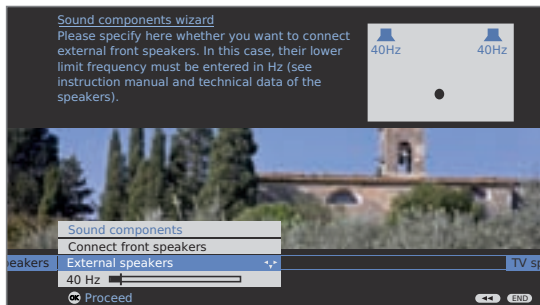 Sound components wizard
Please specify here whether you want to connect
external front speakers. In this case, their lower
limit frequency must be entered in Hz (see
instruction manual and technical data of the
speakers).
40Hz 40Hz
Sound components
Connect front speakers
eakers External speakers TV sp
40 Hz
OK Proceed
END